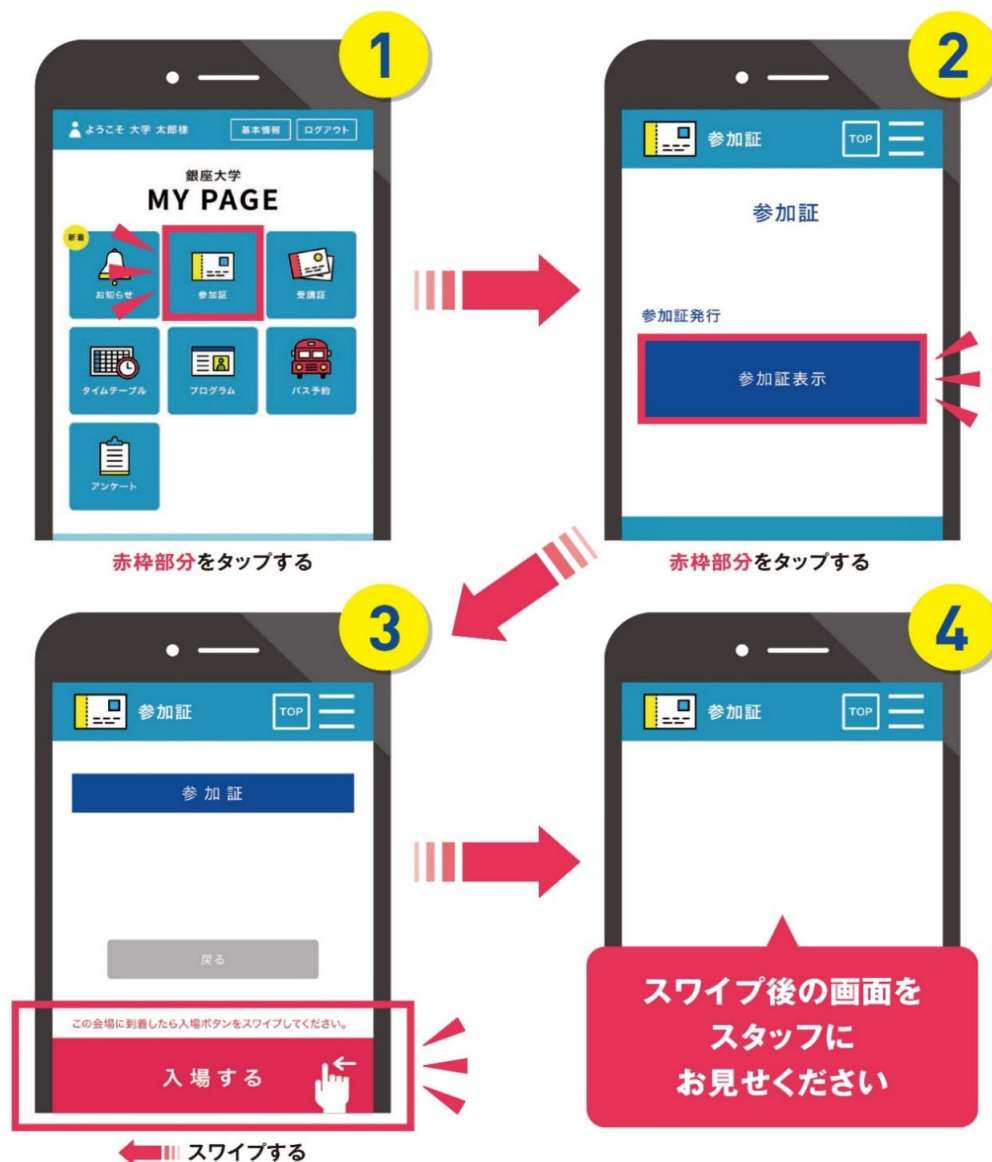 1
ようこそ 大学 太郎様
基本情報
ログアウト
銀座大学
MY PAGE
新着
お知らせ
参加証
受講証
タイムテーブル
プログラム
バス予約
アンケート
赤枠部分をタップする
2
参加証
TOP
参加証
参加証発行
参加証表示
赤枠部分をタップする
3
参加証
TOP
参加証
戻る
この会場に到着したら入場ボタンをスワイプしてください。
入場する
スワイプする
4
参加証
TOP
スワイプ後の画面を
スタッフに
お見せください